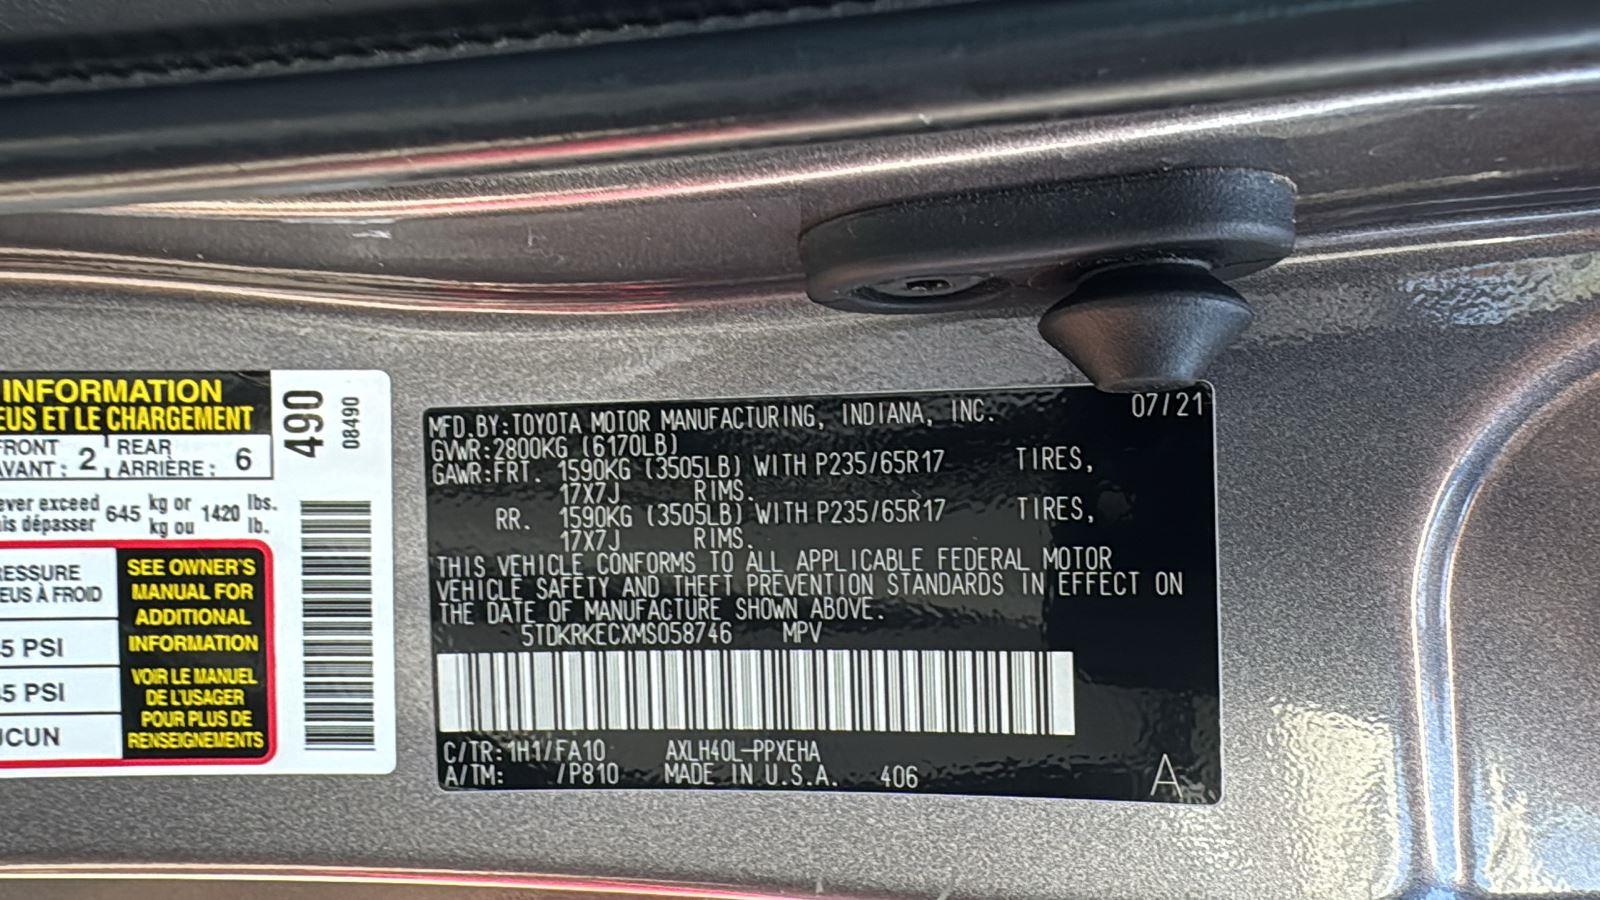 INFORMATION
EUS ET LE CHARGEMENT
FRONT
AVANT : 2
REAR
ARRIÈRE : 6
ever exceed
is dépasser 645 kg or
kg ou 1420 lbs.
lb.
ESSURE
EUS À FROID
5 PSI
5 PSI
UCUN
SEE OWNER'S
MANUAL FOR
ADDITIONAL
INFORMATION
VOIR LE MANUEL
DE L'USAGER
POUR PLUS DE
RENSEIGNEMENTS
490
08490
MFD.BY:TOYOTA MOTOR MANUFACTURING, INDIANA, INC. 07/21
GVWR:2800KG (6170LB)
GAWR:FRT. 1590KG (3505LB) WITH P235/65R17 TIRES,
17X7J RIMS.
RR. 1590KG (3505LB) WITH P235/65R17 TIRES,
17X7J RIMS.
THIS VEHICLE CONFORMS TO ALL APPLICABLE FEDERAL MOTOR
VEHICLE SAFETY AND THEFT PREVENTION STANDARDS IN EFFECT ON
THE DATE OF MANUFACTURE SHOWN ABOVE.
5TDKRKECXMS058746 MPV
C/TR:1H1/FA10 AXLH40L-PPXEHA
A/TM: /P810 MADE IN U.S.A. 406 A